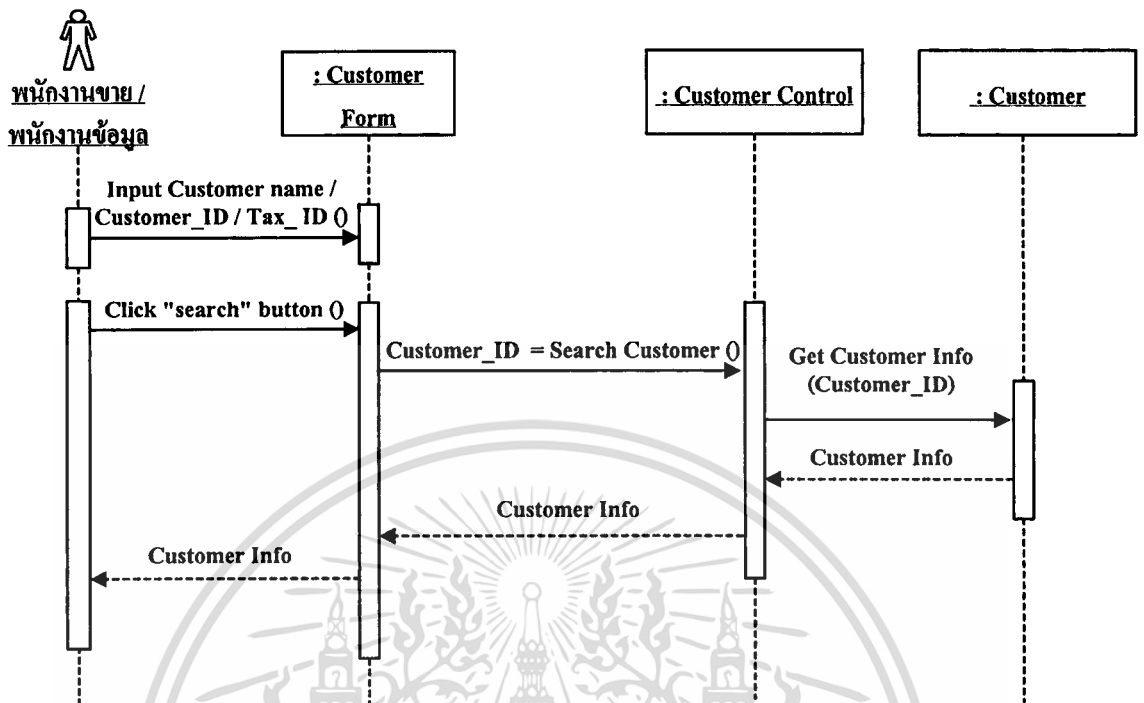 พนักงานขาย /
พนักงานข้อมูล
: Customer
Form
: Customer Control
: Customer
Input Customer name /
Customer_ID / Tax_ ID ()
Click "search" button ()
Customer_ID = Search Customer ()
Get Customer Info
(Customer_ID)
Customer Info
Customer Info
Customer Info